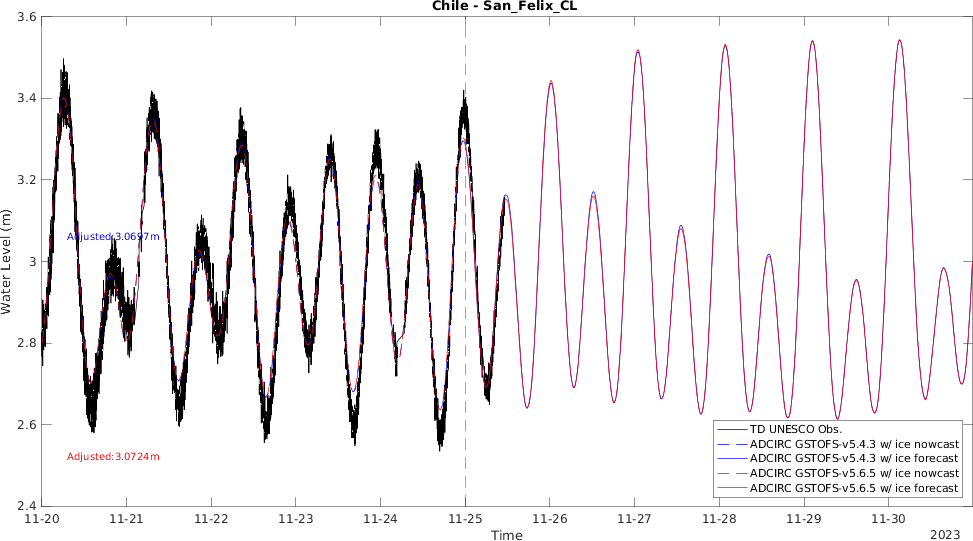 Chile - San_Felix_CL
Water Level (m)
3.6
3.4
3.2
3
2.8
2.6
2.4
Adjusted:3.0697m
Adjusted:3.0724m
TD UNESCO Obs.
ADCIRC GSTOFS-v5.4.3 w/ ice nowcast
ADCIRC GSTOFS-v5.4.3 w/ ice forecast
ADCIRC GSTOFS-v5.6.5 w/ ice nowcast
ADCIRC GSTOFS-v5.6.5 w/ ice forecast
11-20 11-21 11-22 11-23 11-24 11-25 11-26 11-27 11-28 11-29 11-30
Time
2023